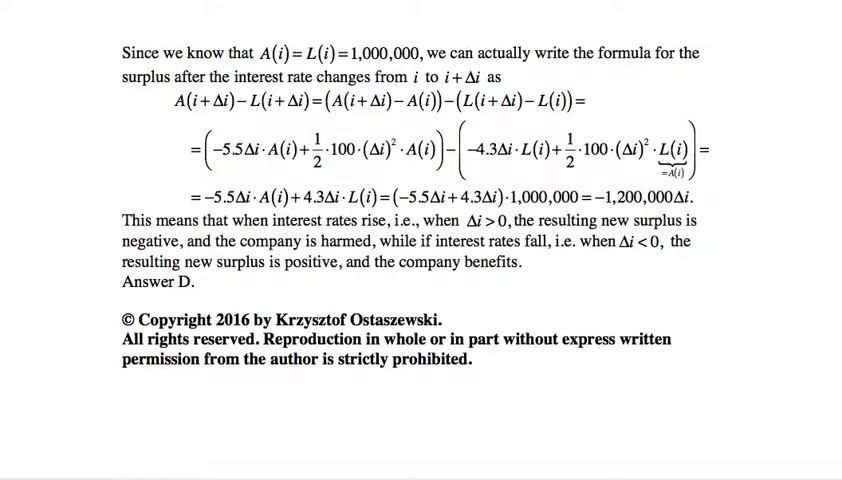 Since we know that A(i) = L(i) = 1,000,000, we can actually write the formula for the
surplus after the interest rate changes from i to i + Δi as
A(i + Δi) − L(i + Δi) = (A(i + Δi) − A(i)) − (L(i + Δi) − L(i)) =
= (−5.5Δi · A(i) + 1/2 · 100 · (Δi)² · A(i)) − (−4.3Δi · L(i) + 1/2 · 100 · (Δi)² · L(i)) =
=A(i)
= −5.5Δi · A(i) + 4.3Δi · L(i) = (−5.5Δi + 4.3Δi) · 1,000,000 = −1,200,000Δi.
This means that when interest rates rise, i.e., when Δi > 0, the resulting new surplus is
negative, and the company is harmed, while if interest rates fall, i.e. when Δi < 0, the
resulting new surplus is positive, and the company benefits.
Answer D.
© Copyright 2016 by Krzysztof Ostaszewski.
All rights reserved. Reproduction in whole or in part without express written
permission from the author is strictly prohibited.